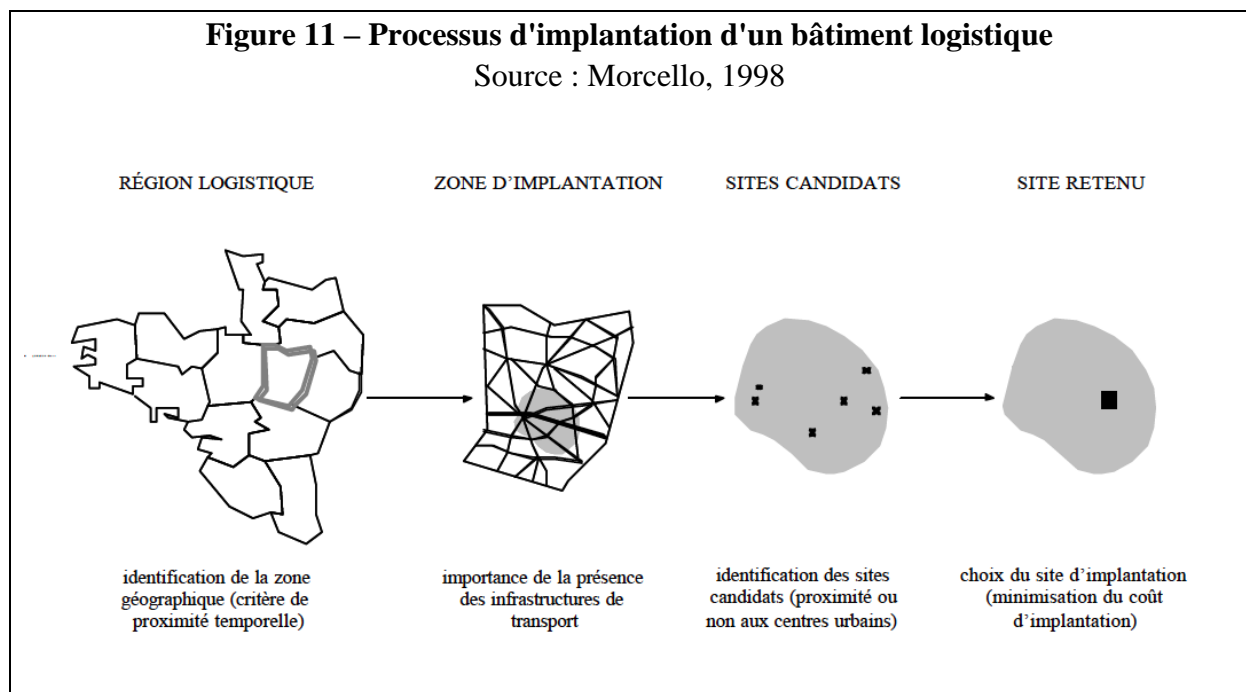 Figure 11 – Processus d'implantation d'un bâtiment logistique
Source : Morcello, 1998
RÉGION LOGISTIQUE
ZONE D'IMPLANTATION
SITES CANDIDATS
SITE RETENU
identification de la zone
géographique (critère de
proximité temporelle)
importance de la présence
des infrastructures de
transport
identification des sites
candidats (proximité ou
non aux centres urbains)
choix du site d'implantation
(minimisation du coût
d'implantation)